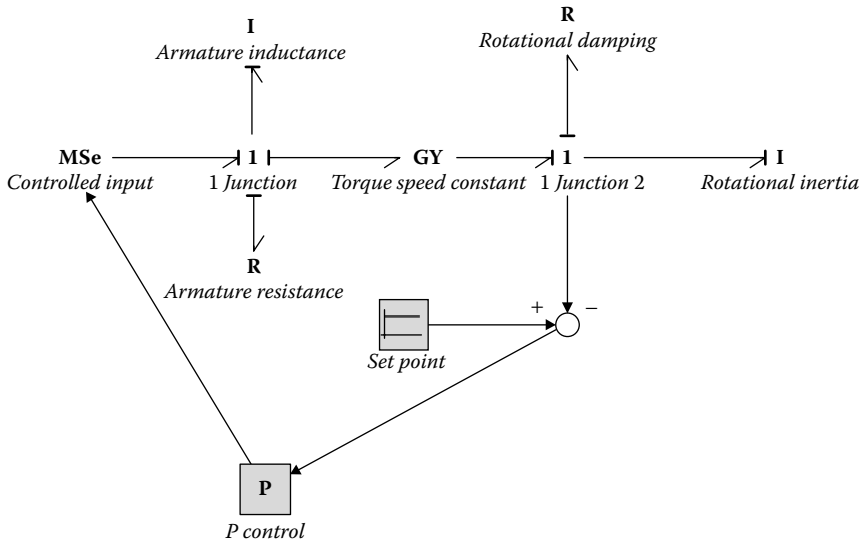 I
Armature inductance
R
Rotational damping
MSe
Controlled input
1
1 Junction
GY
Torque speed constant
1
1 Junction 2
I
Rotational inertia
R
Armature resistance
+
−
Set point
P
P control